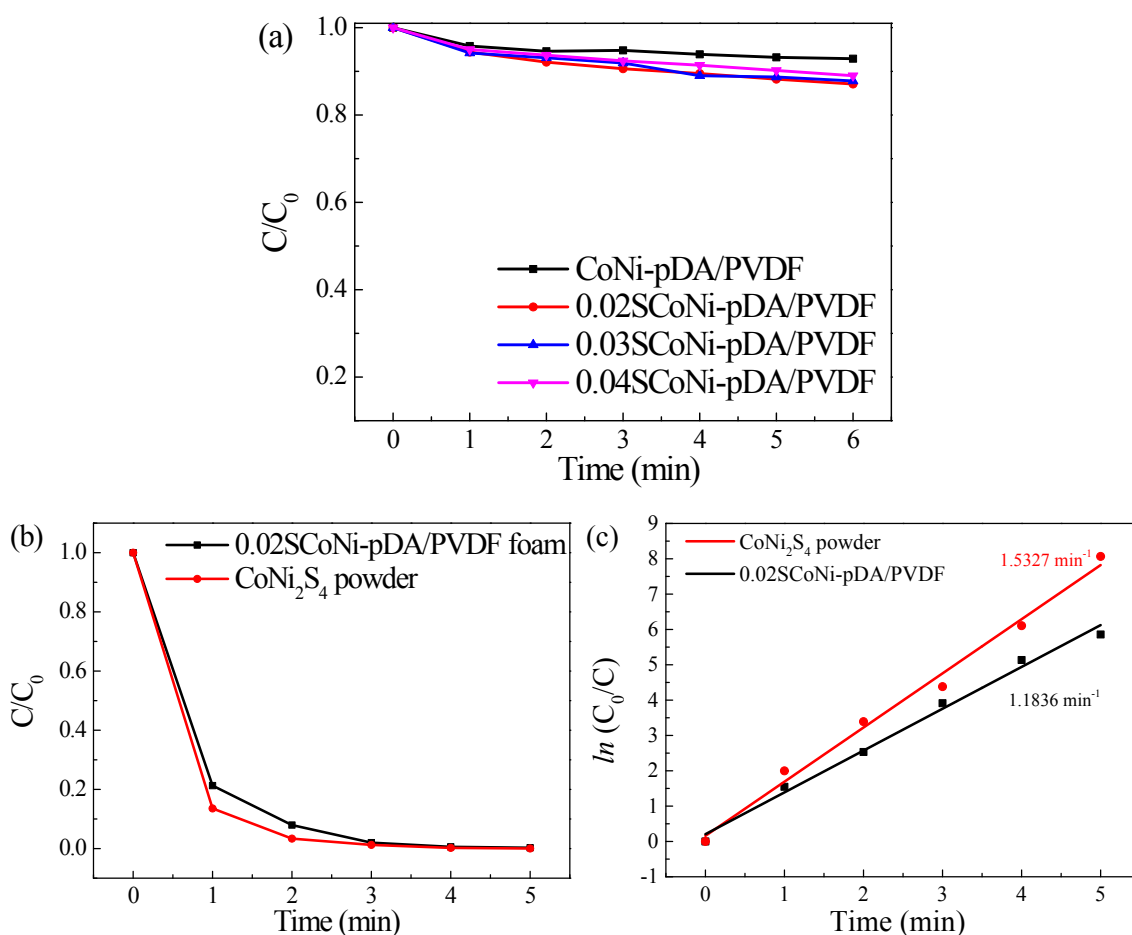 (a)
1.0
0.8
0.6
0.4
0.2
C/C₀
CoNi-pDA/PVDF
0.02SCoNi-pDA/PVDF
0.03SCoNi-pDA/PVDF
0.04SCoNi-pDA/PVDF
0 1 2 3 4 5 6
Time (min)
(b)
1.0
0.8
0.6
0.4
0.2
0.0
C/C₀
0.02SCoNi-pDA/PVDF foam
CoNi₂S₄ powder
0 1 2 3 4 5
Time (min)
(c)
9
8
7
6
5
4
3
2
1
0
-1
ln (C₀/C)
CoNi₂S₄ powder
0.02SCoNi-pDA/PVDF
1.5327 min⁻¹
1.1836 min⁻¹
0 1 2 3 4 5
Time (min)